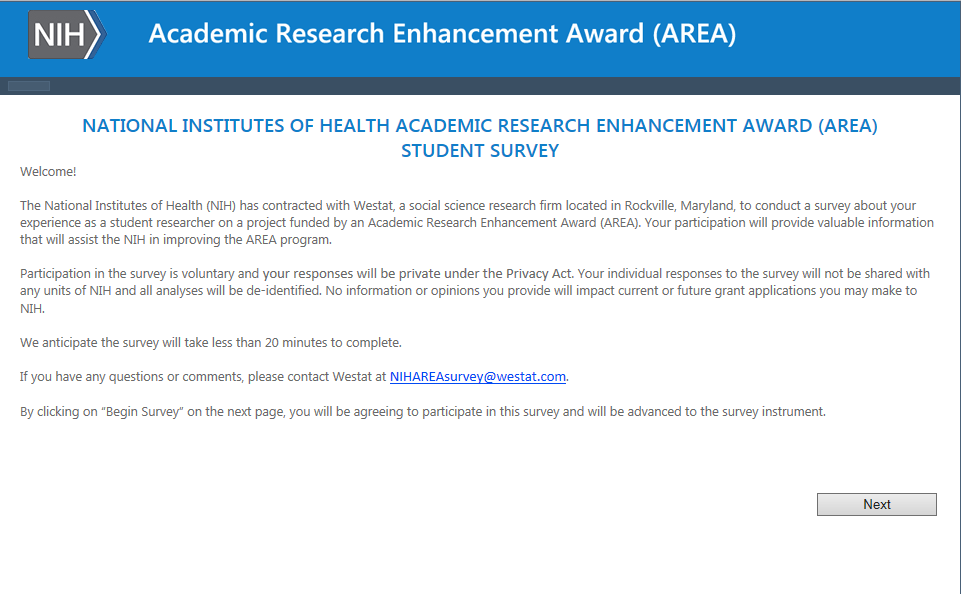 NIH
Academic Research Enhancement Award (AREA)
NATIONAL INSTITUTES OF HEALTH ACADEMIC RESEARCH ENHANCEMENT AWARD (AREA)
STUDENT SURVEY
Welcome!
The National Institutes of Health (NIH) has contracted with Westat, a social science research firm located in Rockville, Maryland, to conduct a survey about your
experience as a student researcher on a project funded by an Academic Research Enhancement Award (AREA). Your participation will provide valuable information
that will assist the NIH in improving the AREA program.
Participation in the survey is voluntary and your responses will be private under the Privacy Act. Your individual responses to the survey will not be shared with
any units of NIH and all analyses will be de-identified. No information or opinions you provide will impact current or future grant applications you may make to
NIH.
We anticipate the survey will take less than 20 minutes to complete.
If you have any questions or comments, please contact Westat at NIHAREAsurvey@westat.com.
By clicking on “Begin Survey” on the next page, you will be agreeing to participate in this survey and will be advanced to the survey instrument.
Next